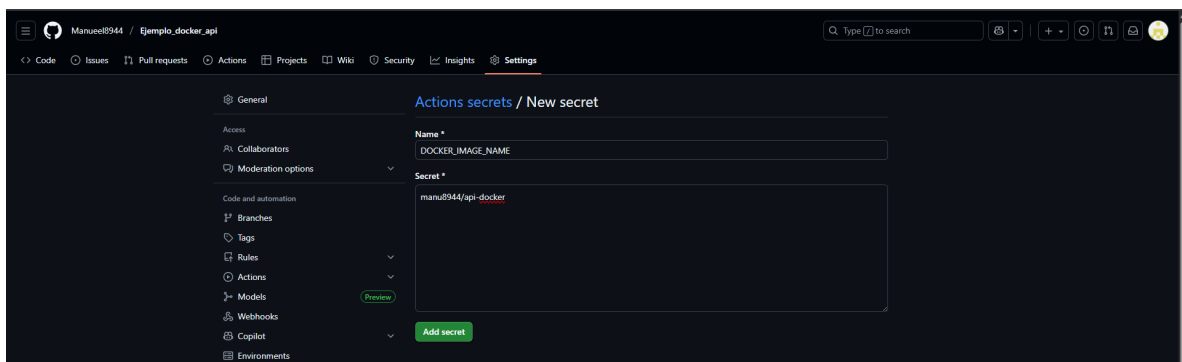 Manueel8944 / Ejemplo_docker_api
Type / to search
Code Issues Pull requests Actions Projects Wiki Security Insights Settings
General
Access
Collaborators
Moderation options
Code and automation
Branches
Tags
Rules
Actions
Models Preview
Webhooks
Copilot
Environments
Actions secrets / New secret
Name *
DOCKER_IMAGE_NAME
Secret *
manu8944/api-docker
Add secret